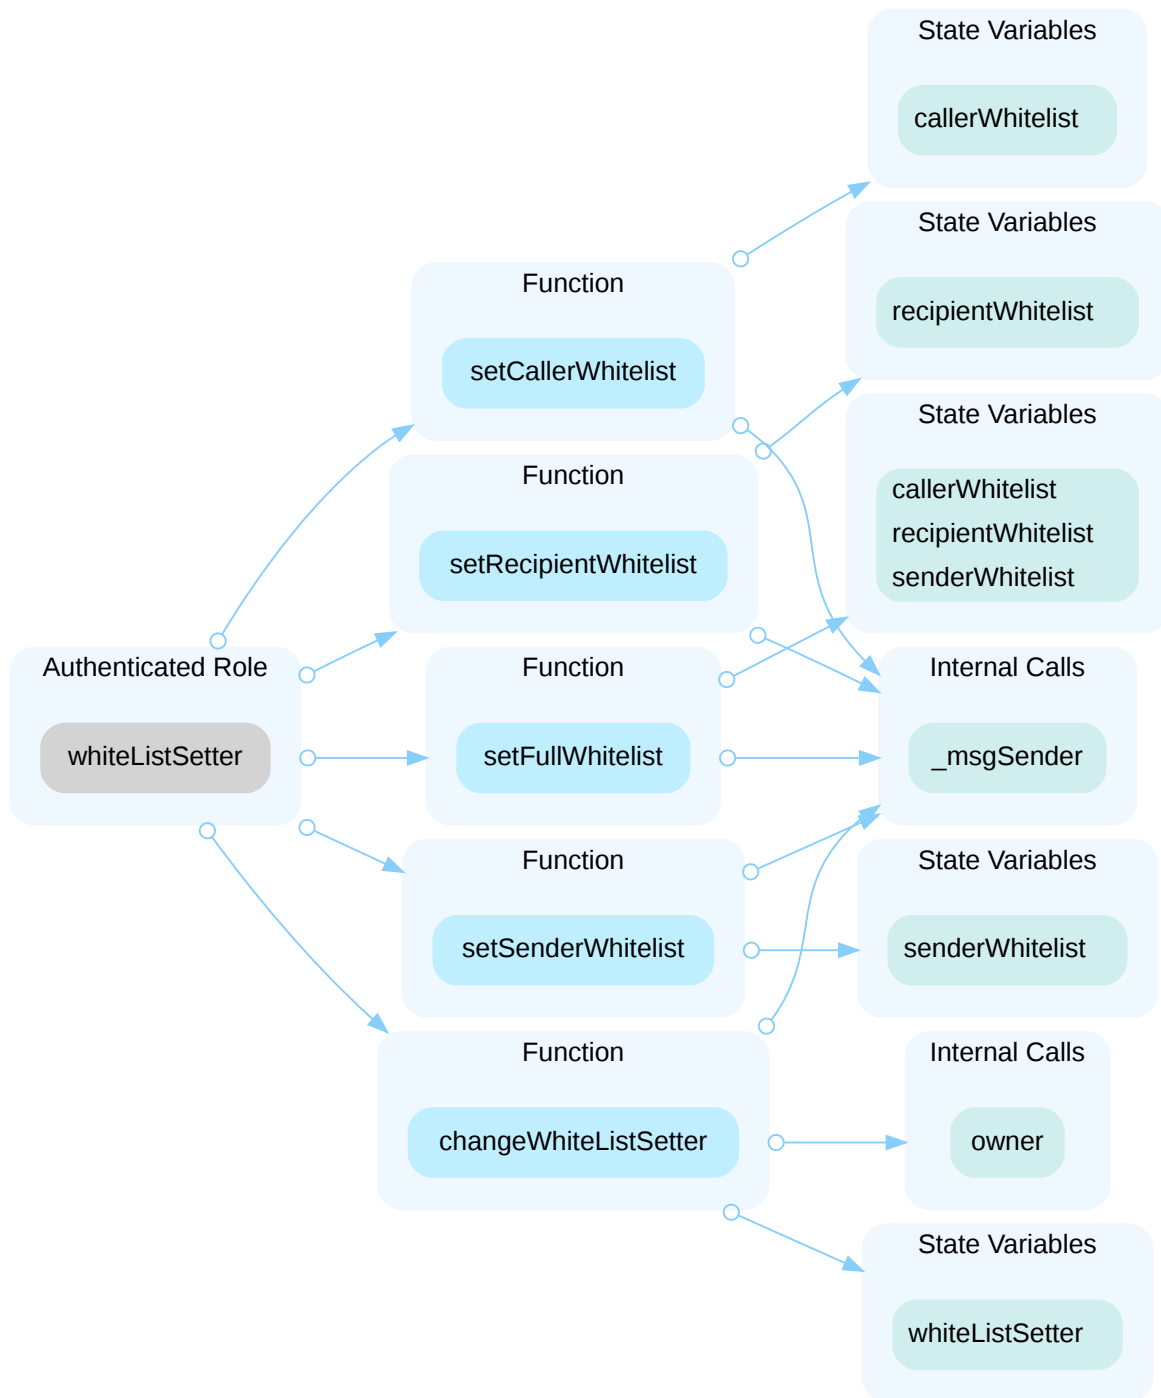 State Variables
callerWhitelist
State Variables
recipientWhitelist
Function
setCallerWhitelist
State Variables
callerWhitelist
recipientWhitelist
senderWhitelist
Function
setRecipientWhitelist
Authenticated Role
whiteListSetter
Function
setFullWhitelist
Internal Calls
_msgSender
Function
setSenderWhitelist
State Variables
senderWhitelist
Function
changeWhiteListSetter
Internal Calls
owner
State Variables
whiteListSetter